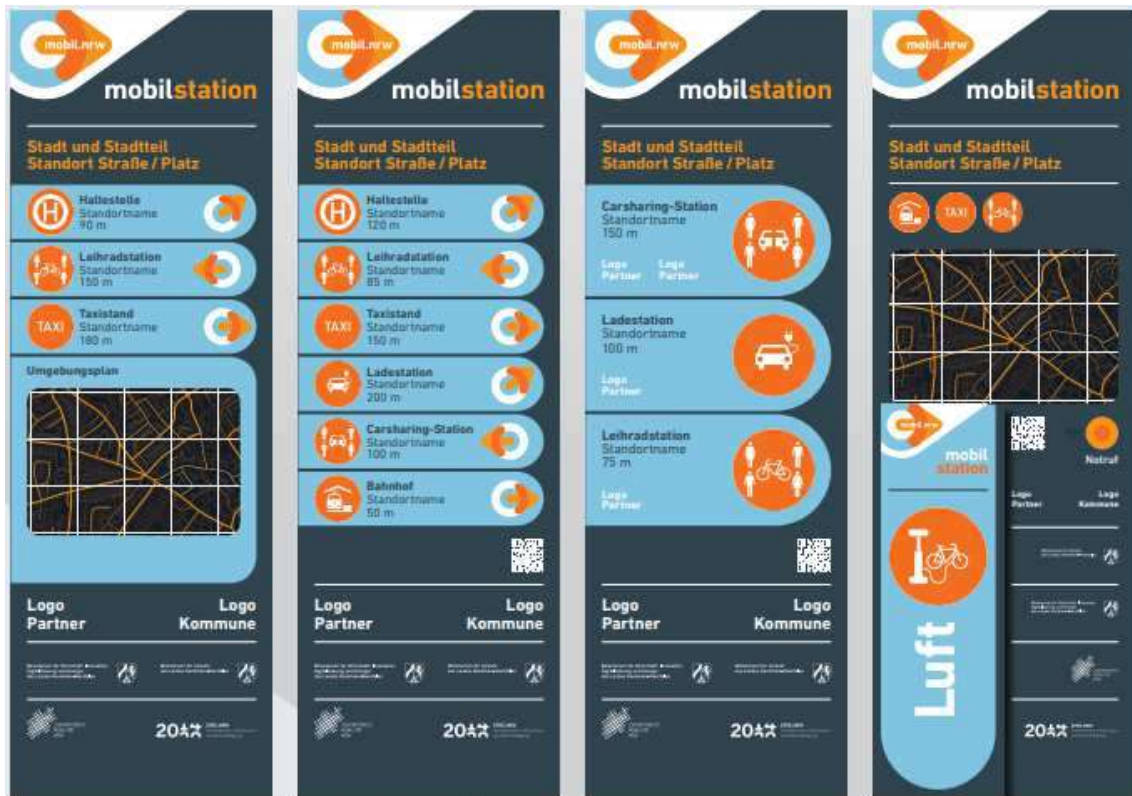 mobil.nrw
mobilstation
Stadt und Stadtteil
Standort Straße / Platz
Haltestelle
Standortname
90 m
Leihradstation
Standortname
150 m
TAXI
Taxistand
Standortname
180 m
Umgebungsplan
Logo
Partner
Logo
Kommune
mobil.nrw
mobilstation
Stadt und Stadtteil
Standort Straße / Platz
Haltestelle
Standortname
120 m
Leihradstation
Standortname
85 m
TAXI
Taxistand
Standortname
150 m
Ladestation
Standortname
200 m
Carsharing-Station
Standortname
100 m
Bahnhof
Standortname
50 m
Logo
Partner
Logo
Kommune
mobil.nrw
mobilstation
Stadt und Stadtteil
Standort Straße / Platz
Carsharing-Station
Standortname
150 m
Logo
Partner
Logo
Partner
Ladestation
Standortname
100 m
Logo
Partner
Leihradstation
Standortname
75 m
Logo
Partner
Logo
Partner
Logo
Kommune
mobil.nrw
mobilstation
Stadt und Stadtteil
Standort Straße / Platz
TAXI
mobil.nrw
mobil
station
Luft
Notruf
Logo
Partner
Logo
Kommune